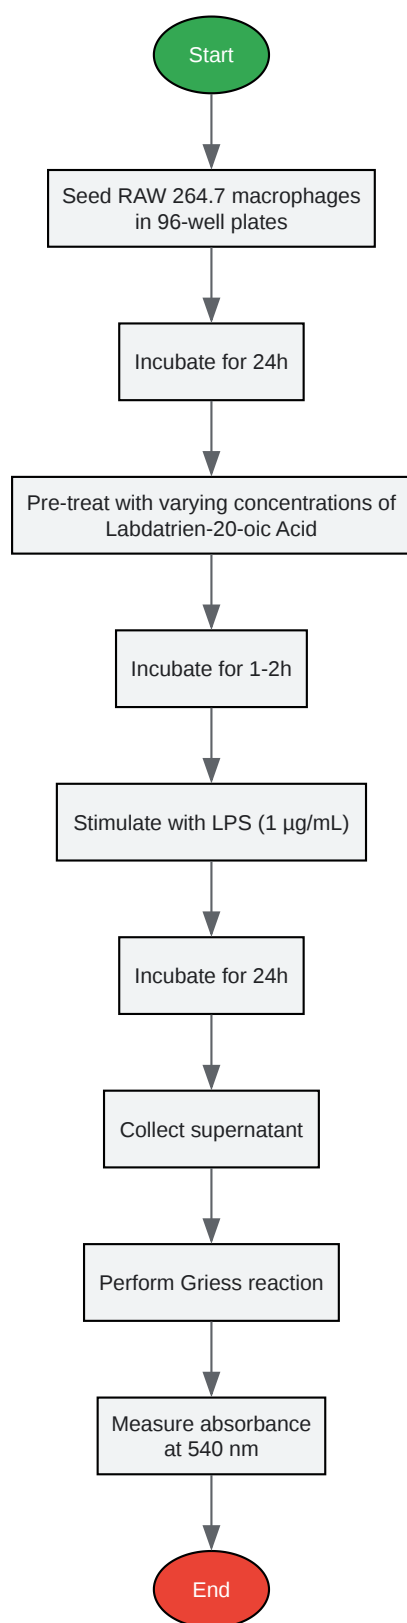 Start
Seed RAW 264.7 macrophages
in 96-well plates
Incubate for 24h
Pre-treat with varying concentrations of
Labdatrien-20-oic Acid
Incubate for 1-2h
Stimulate with LPS (1 µg/mL)
Incubate for 24h
Collect supernatant
Perform Griess reaction
Measure absorbance
at 540 nm
End